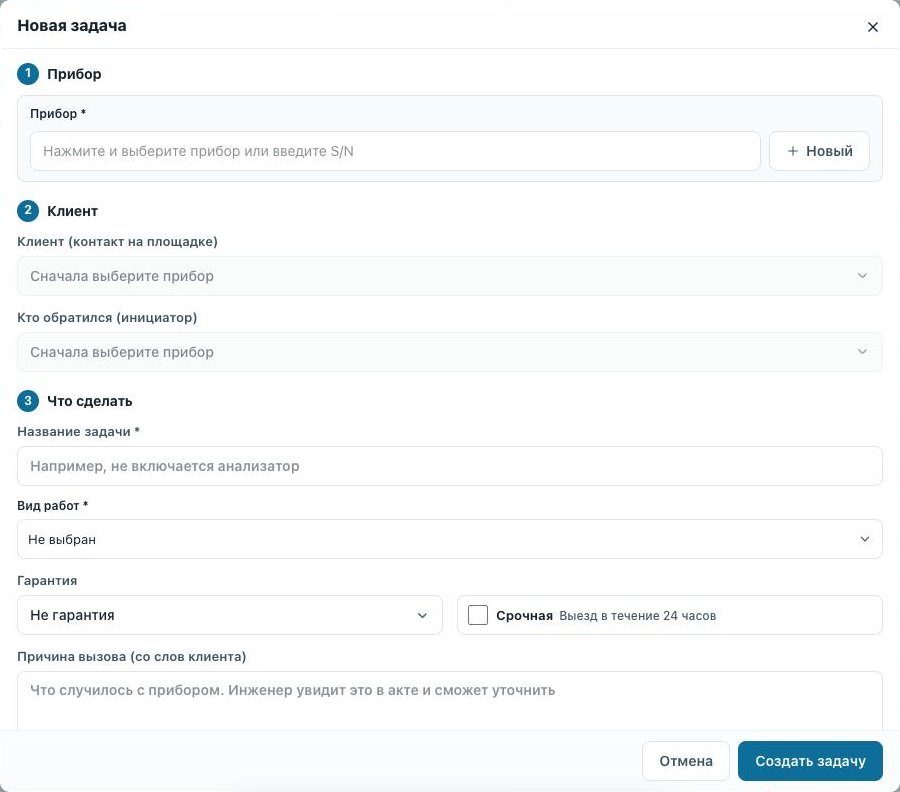 Новая задача
1 Прибор
Прибор *
Нажмите и выберите прибор или введите S/N
+ Новый
2 Клиент
Клиент (контакт на площадке)
Сначала выберите прибор
Кто обратился (инициатор)
Сначала выберите прибор
3 Что сделать
Название задачи *
Например, не включается анализатор
Вид работ *
Не выбран
Гарантия
Не гарантия
Срочная Выезд в течение 24 часов
Причина вызова (со слов клиента)
Что случилось с прибором. Инженер увидит это в акте и сможет уточнить
Отмена
Создать задачу